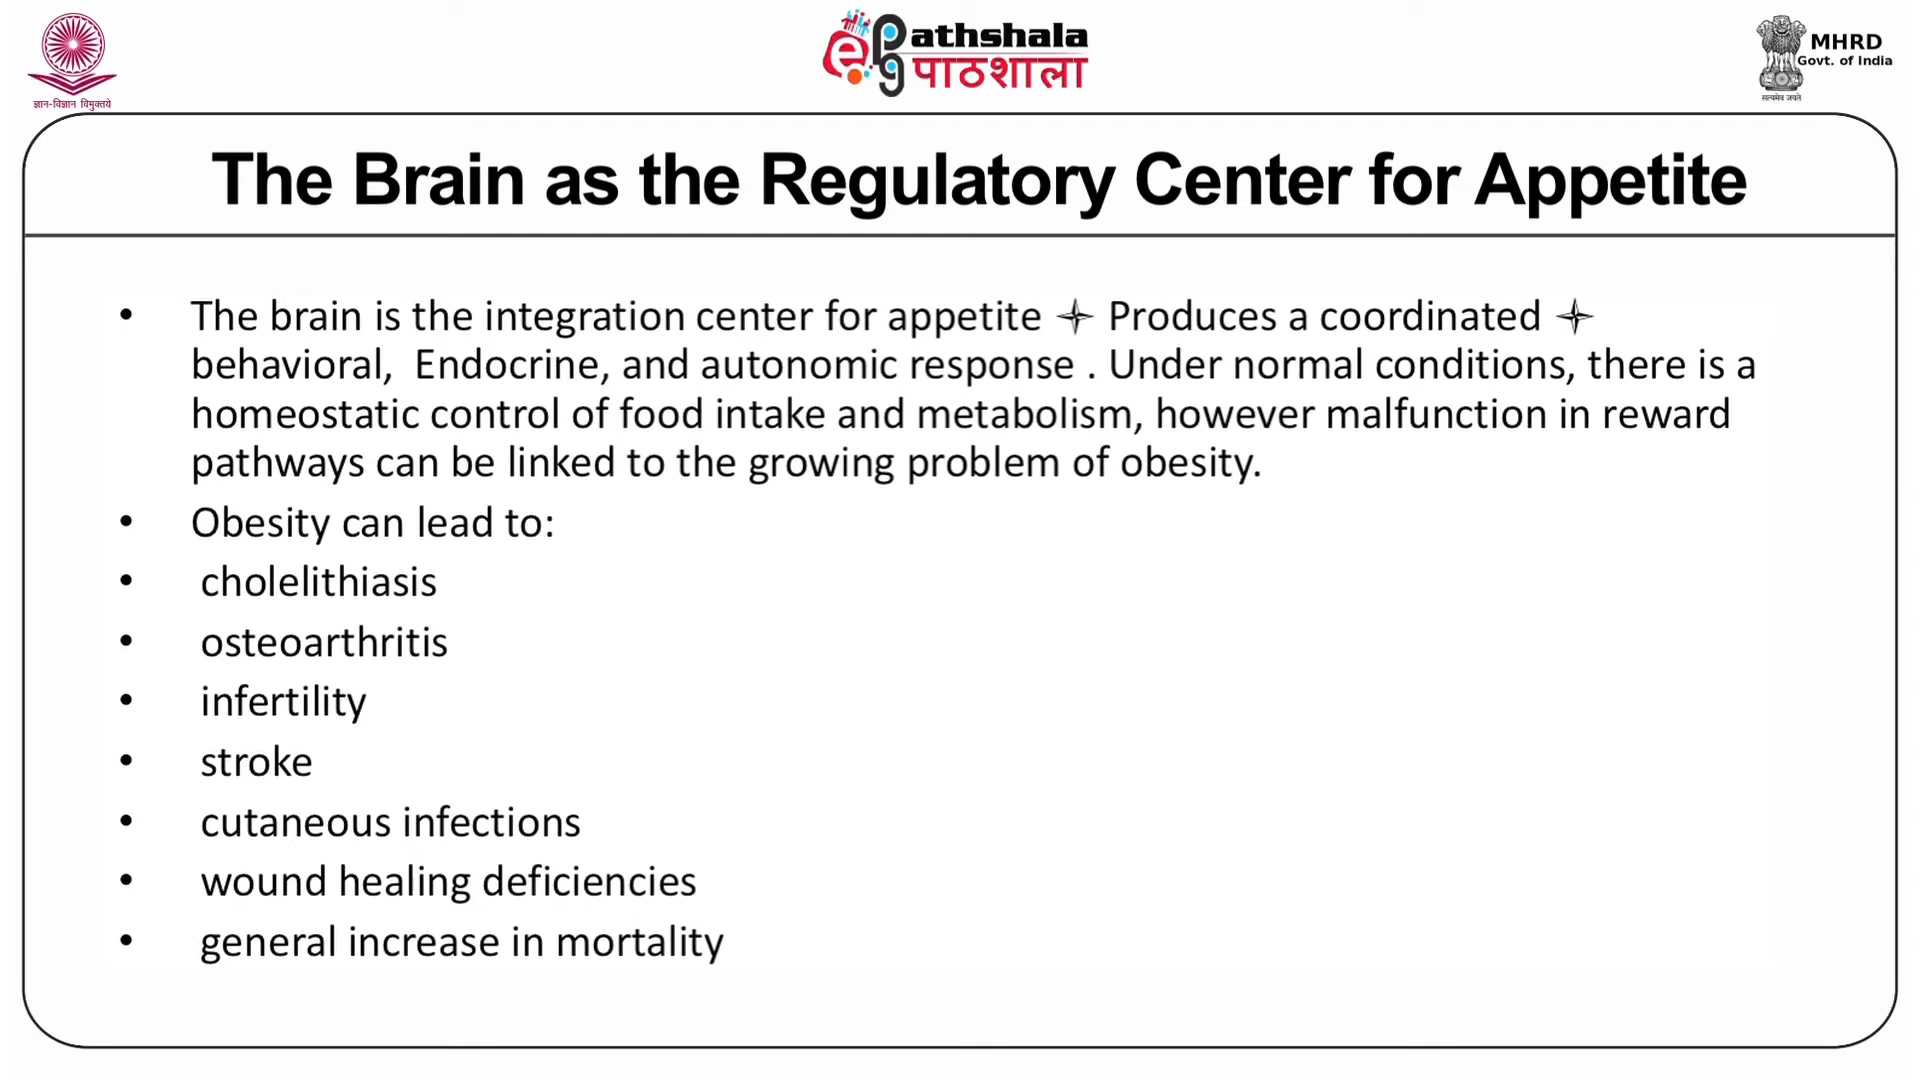 ज्ञान-विज्ञान विमुक्तये
ePGathshala
पाठशाला
MHRD
Govt. of India
सत्यमेव जयते
The Brain as the Regulatory Center for Appetite
• The brain is the integration center for appetite ✧ Produces a coordinated ✧
behavioral,  Endocrine, and autonomic response . Under normal conditions, there is a
homeostatic control of food intake and metabolism, however malfunction in reward
pathways can be linked to the growing problem of obesity.
• Obesity can lead to:
• cholelithiasis
• osteoarthritis
• infertility
• stroke
• cutaneous infections
• wound healing deficiencies
• general increase in mortality